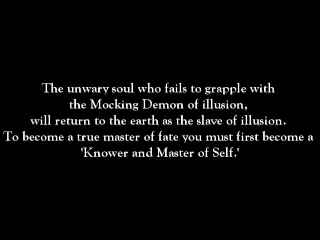 The unwary soul who fails to grapple with
the Mocking Demon of illusion,
will return to the earth as the slave of illusion.
To become a true master of fate you must first become a
'Knower and Master of Self.'